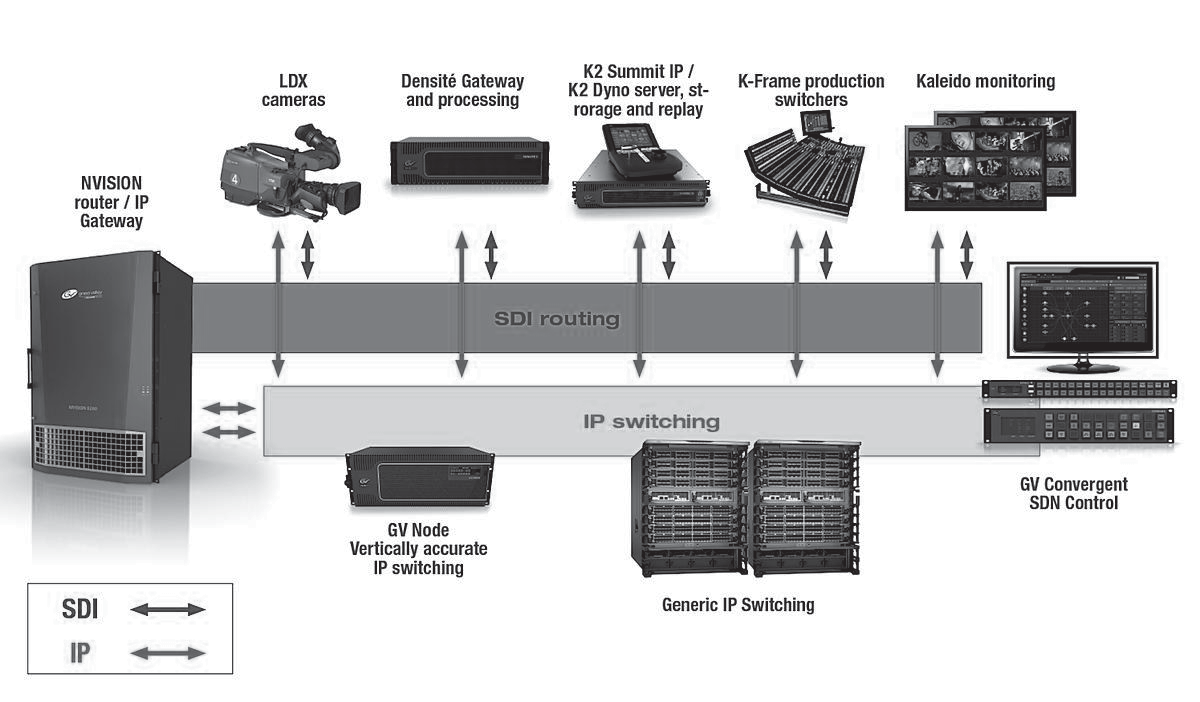 LDX
cameras
Densité Gateway
and processing
K2 Summit IP /
K2 Dyno server, st-
rorage and replay
K-Frame production
switchers
Kaleido monitoring
NVISION
router / IP
Gateway
4
SDI routing
IP switching
GV Node
Vertically accurate
IP switching
Generic IP Switching
GV Convergent
SDN Control
SDI
IP